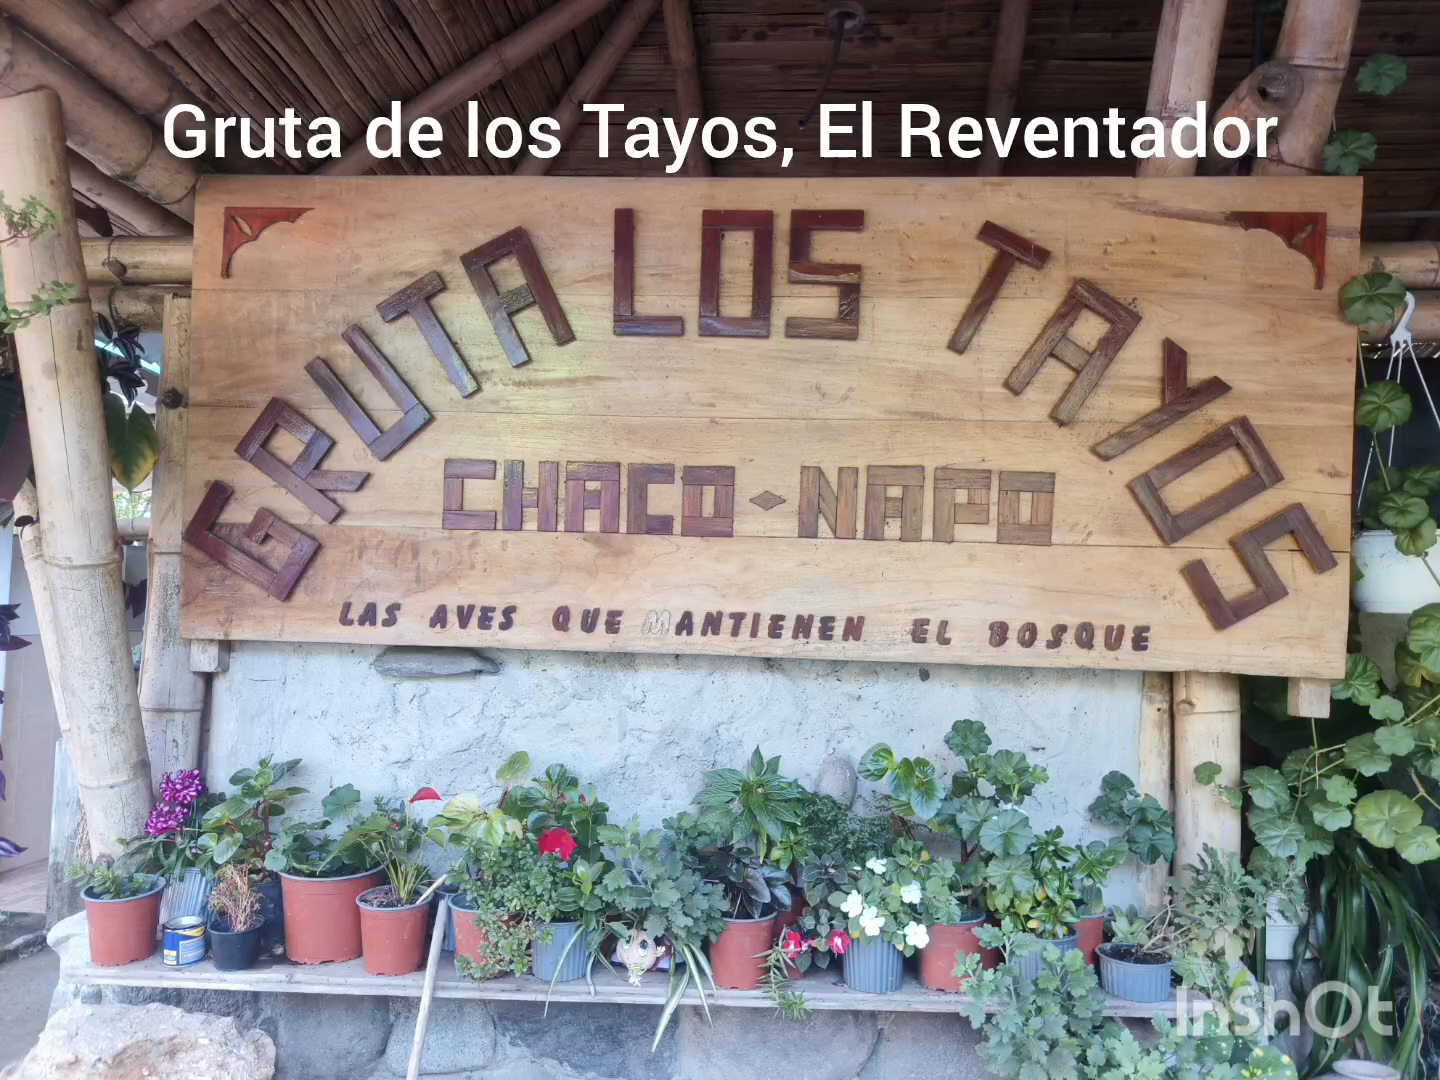 Gruta de los Tayos, El Reventador
GRUTA LOS TAYOS
CHACO - NAPO
LAS AVES QUE MANTIENEN EL BOSQUE
InShOt